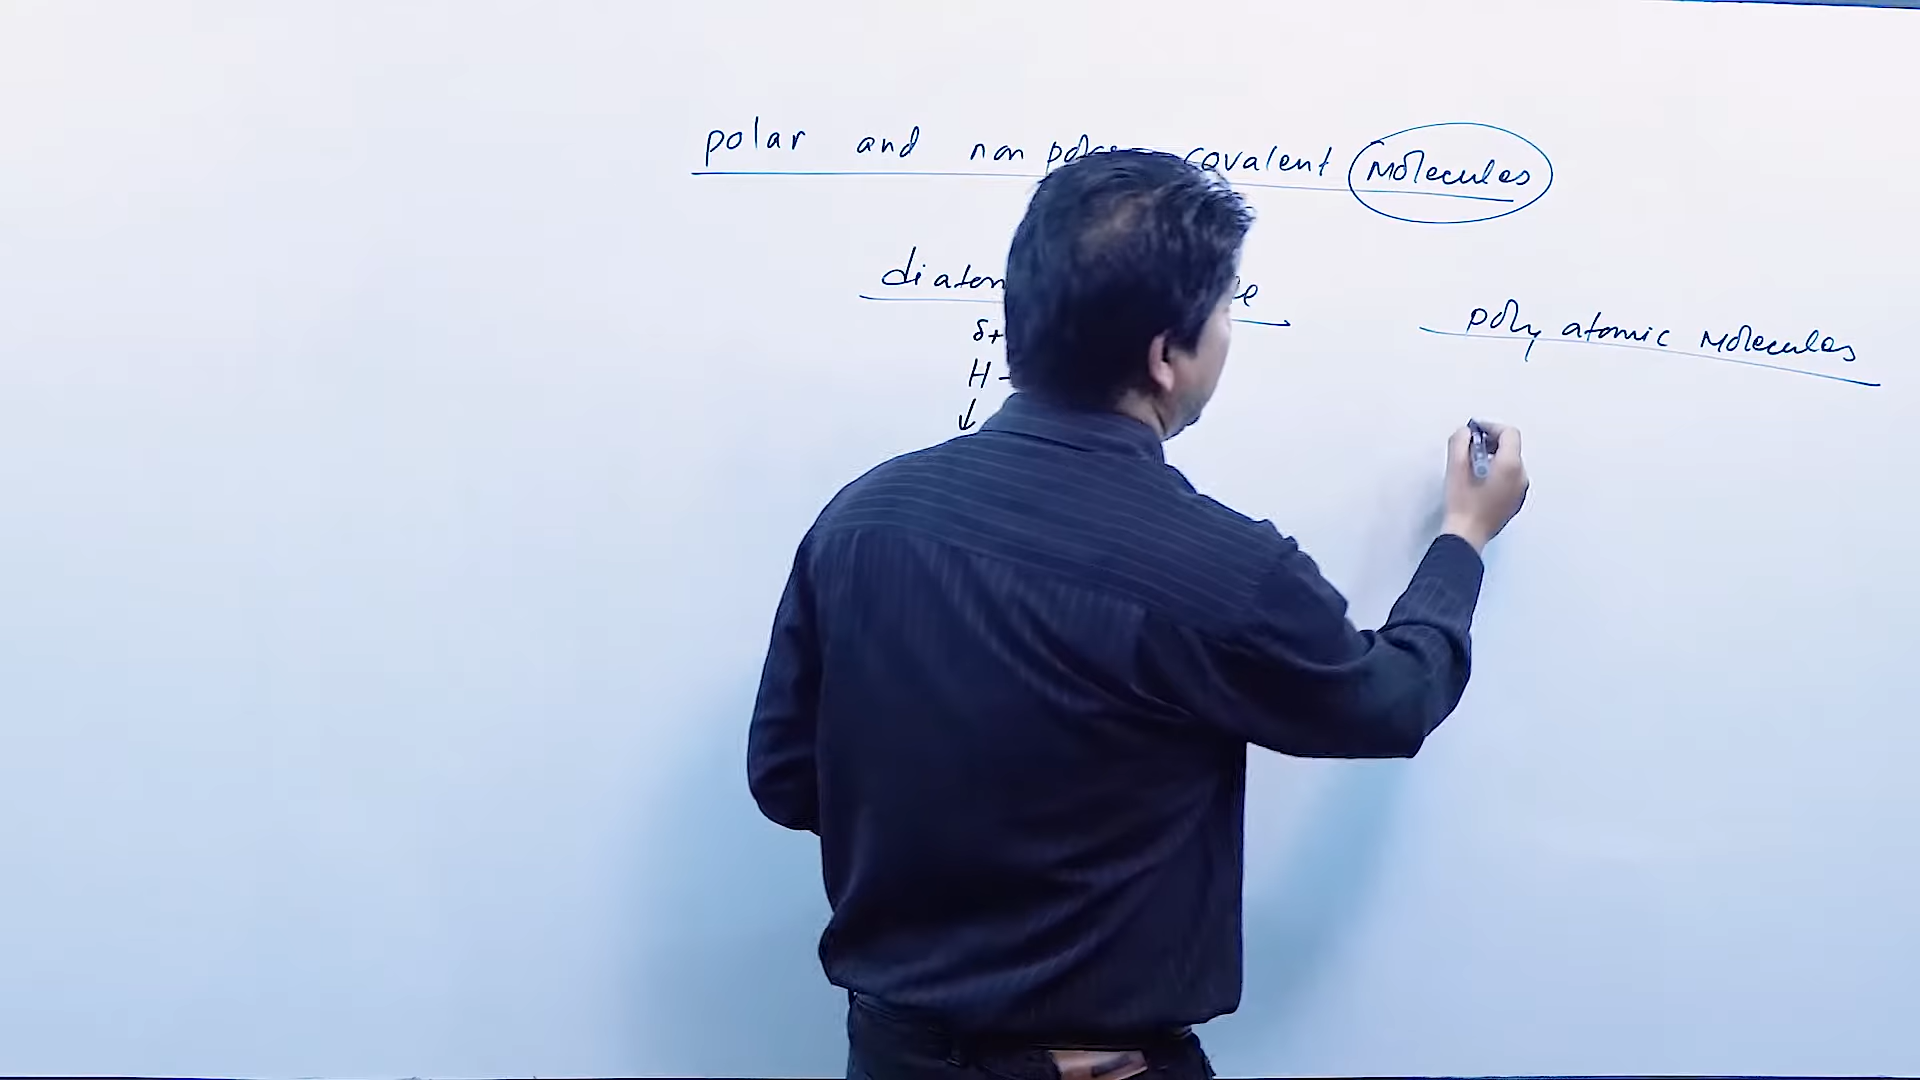 polar and non polar covalent Molecules
diatom
poly atomic Molecules
δ+
H -
↓